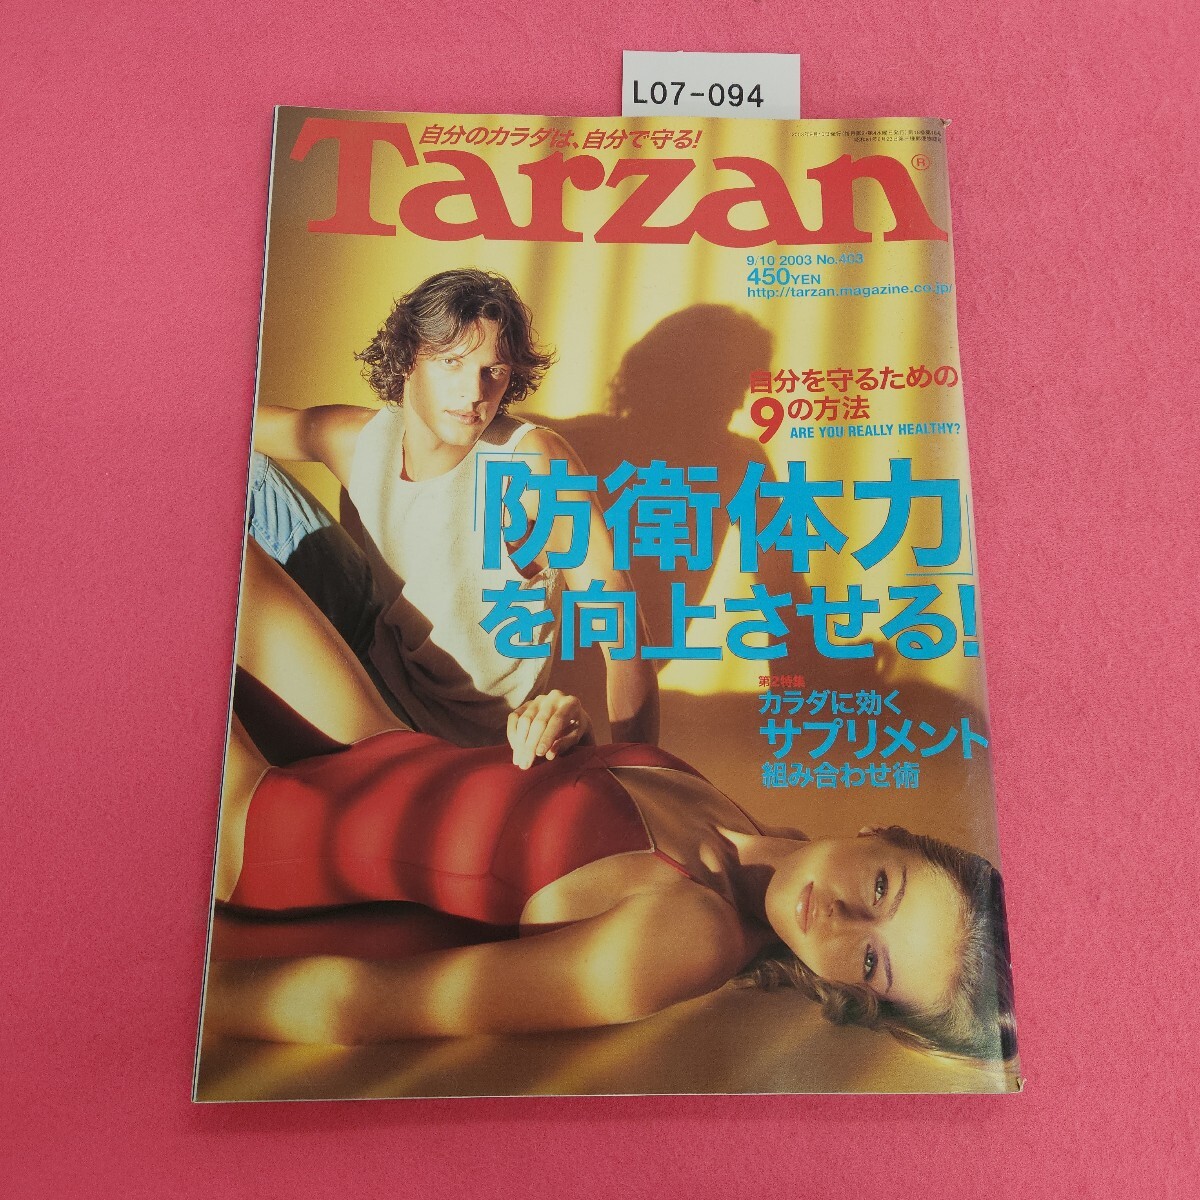 L07-094
自分のカラダは、自分で守る!
Tarzan®
9/10 2003 No.403
450YEN
http://tarzan.magazine.co.jp/
自分を守るための
9の方法
ARE YOU REALLY HEALTHY?
「防衛体力」
を向上させる!
第2特集
カラダに効く
サプリメント
組み合わせ術